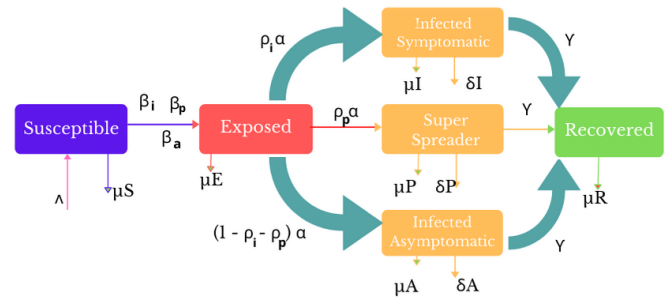 Infected
Symptomatic
ρᵢα
γ
μI
δI
βᵢ βₚ
βₐ
Susceptible
Exposed
ρₚα
Super
Spreader
γ
Recovered
Λ
μS
μE
μP
δP
μR
(1 - ρᵢ - ρₚ) α
Infected
Asymptomatic
γ
μA
δA